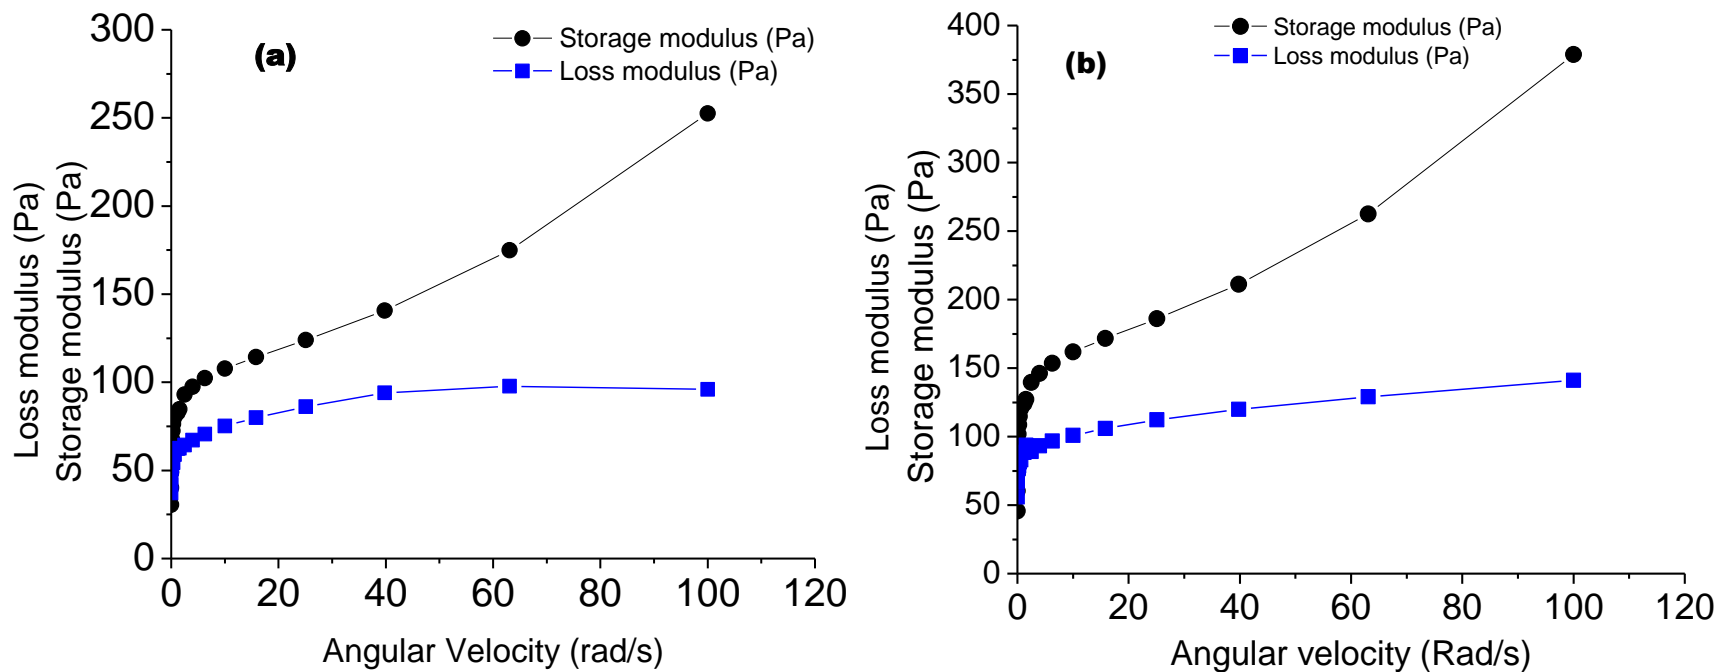 (a)
Storage modulus (Pa)
Loss modulus (Pa)
300
250
200
150
100
50
0
0 20 40 60 80 100 120
Loss modulus (Pa)
Storage modulus (Pa)
Angular Velocity (rad/s)
(b)
Storage modulus (Pa)
Loss modulus (Pa)
400
350
300
250
200
150
100
50
0
0 20 40 60 80 100 120
Loss modulus (Pa)
Storage modulus (Pa)
Angular velocity (Rad/s)